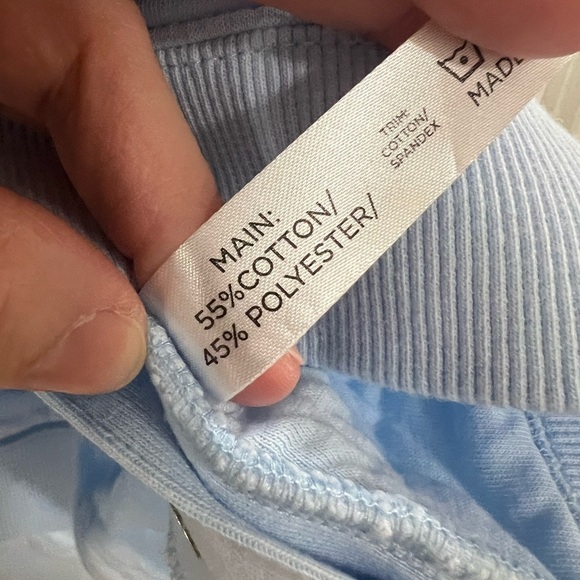 MAIN:
55%COTTON/
45% POLYESTER/
TRIM:
COTTON/
SPANDEX
MADE